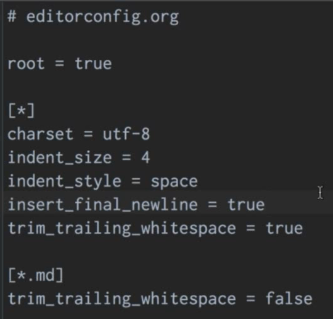 # editorconfig.org
root = true
[*]
charset = utf-8
indent_size = 4
indent_style = space
insert_final_newline = true
trim_trailing_whitespace = true
[*.md]
trim_trailing_whitespace = false